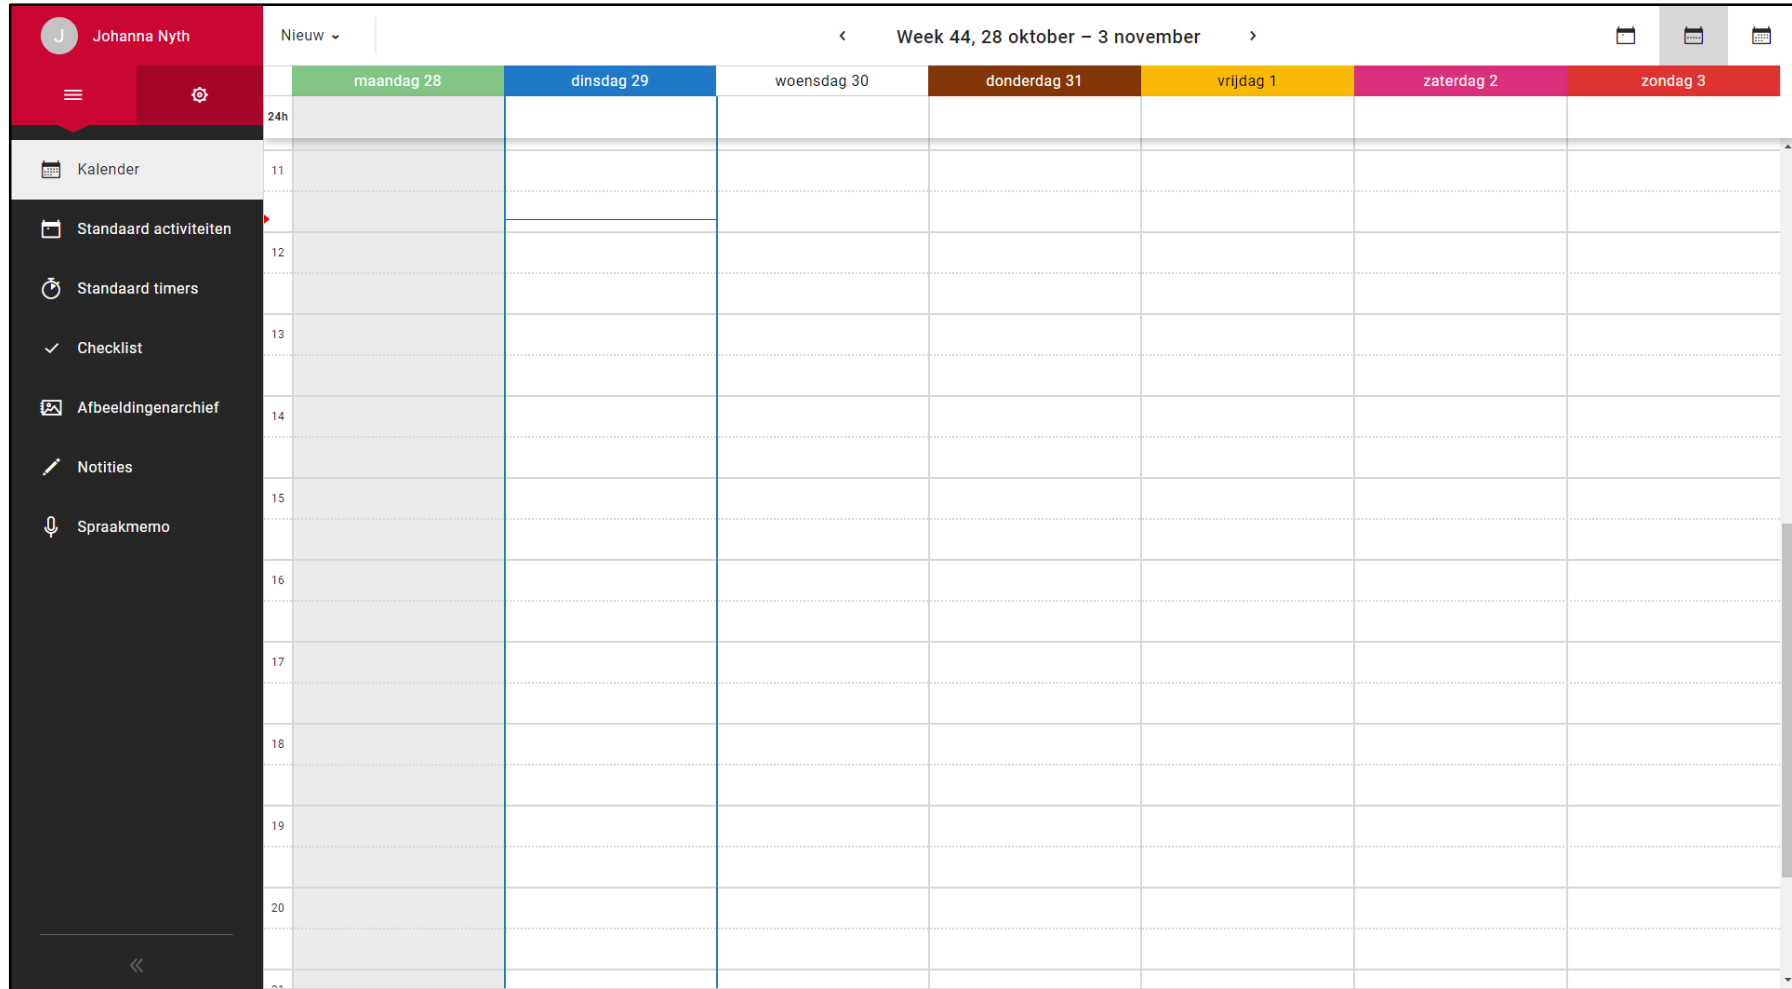 J Johanna Nyth
Nieuw
Week 44, 28 oktober – 3 november
maandag 28 dinsdag 29 woensdag 30 donderdag 31 vrijdag 1 zaterdag 2 zondag 3
24h
Kalender
Standaard activiteiten
Standaard timers
Checklist
Afbeeldingenarchief
Notities
Spraakmemo
11
12
13
14
15
16
17
18
19
20